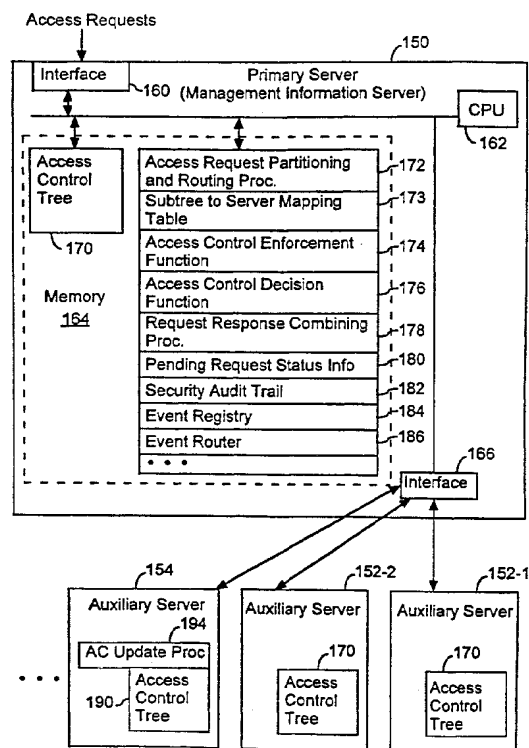 Access Requests
150
Interface
160
Primary Server
(Management Information Server)
CPU
162
Access
Control
Tree
170
Memory
164
Access Request Partitioning
and Routing Proc.
172
Subtree to Server Mapping
Table
173
Access Control Enforcement
Function
174
Access Control Decision
Function
176
Request Response Combining
Proc.
178
Pending Request Status Info
180
Security Audit Trail
182
Event Registry
184
Event Router
186
• • •
166
Interface
154
Auxiliary Server
194
AC Update Proc
190
Access
Control
Tree
152-2
Auxiliary Server
170
Access
Control
Tree
152-1
Auxiliary Server
170
Access
Control
Tree
• • •